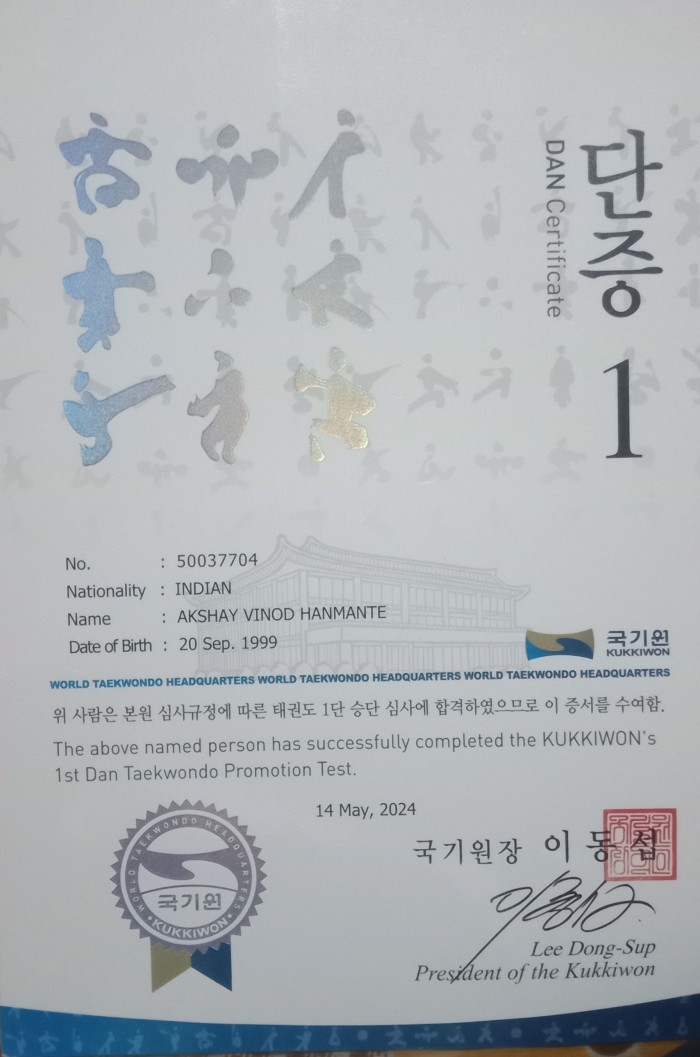 단증
DAN Certificate
1
No. : 50037704
Nationality : INDIAN
Name : AKSHAY VINOD HANMANTE
Date of Birth : 20 Sep. 1999
국기원
KUKKIWON
WORLD TAEKWONDO HEADQUARTERS WORLD TAEKWONDO HEADQUARTERS WORLD TAEKWONDO HEADQUARTERS
위 사람은 본원 심사규정에 따른 태권도 1단 승단 심사에 합격하였으므로 이 증서를 수여함.
The above named person has successfully completed the KUKKIWON's
1st Dan Taekwondo Promotion Test.
14 May, 2024
국기원장 이동섭
Lee Dong-Sup
President of the Kukkiwon
WORLD TAEKWONDO HEADQUARTERS
국기원
KUKKIWON